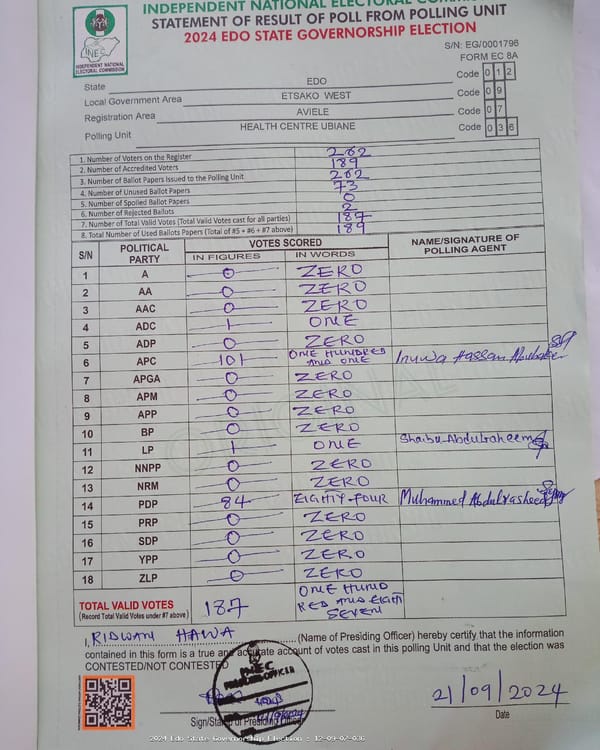 INDEPENDENT NATIONAL ELECTORAL COMMIS
STATEMENT OF RESULT OF POLL FROM POLLING UNIT
2024 EDO STATE GOVERNORSHIP ELECTION
INEC
INDEPENDENT NATIONAL
ELECTORAL COMMISSION
S/N: EG/0001796
FORM EC 8A
State EDO Code 0 1 2
Local Government Area ETSAKO WEST Code 0 9
Registration Area AVIELE Code 0 7
Polling Unit HEALTH CENTRE UBIANE Code 0 3 6
1. Number of Voters on the Register 262
2. Number of Accredited Voters 189
3. Number of Ballot Papers Issued to the Polling Unit 262
4. Number of Unused Ballot Papers 73
5. Number of Spoiled Ballot Papers 0
6. Number of Rejected Ballots 2
7. Number of Total Valid Votes (Total Valid Votes cast for all parties) 187
8. Total Number of Used Ballots Papers (Total of #5 + #6 + #7 above) 189
S/N POLITICAL PARTY VOTES SCORED NAME/SIGNATURE OF POLLING AGENT
IN FIGURES IN WORDS
1 A 0 ZERO
2 AA 0 ZERO
3 AAC 0 ZERO
4 ADC 1 ONE
5 ADP 0 ZERO
6 APC 101 ONE HUNDRED AND ONE Inuwa Hassan Abubakar
7 APGA 0 ZERO
8 APM 0 ZERO
9 APP 0 ZERO
10 BP 0 ZERO
11 LP 1 ONE Shaibu Abdulraheem
12 NNPP 0 ZERO
13 NRM 0 ZERO
14 PDP 84 EIGHTY-FOUR Muhammed Abdulrasheed
15 PRP 0 ZERO
16 SDP 0 ZERO
17 YPP 0 ZERO
18 ZLP 0 ZERO
TOTAL VALID VOTES 187 ONE HUND
(Record Total Valid Votes under #7 above) RED AND EIGHTY
SEVEN
I, RIDWAN HAWA (Name of Presiding Officer) hereby certify that the information
contained in this form is a true and accurate account of votes cast in this polling Unit and that the election was
CONTESTED/NOT CONTESTED
INEC
21/09/2024
Sign/Stamp of Presiding Officer
Date
2024 Edo State Governorship Election : 12-09-07-036